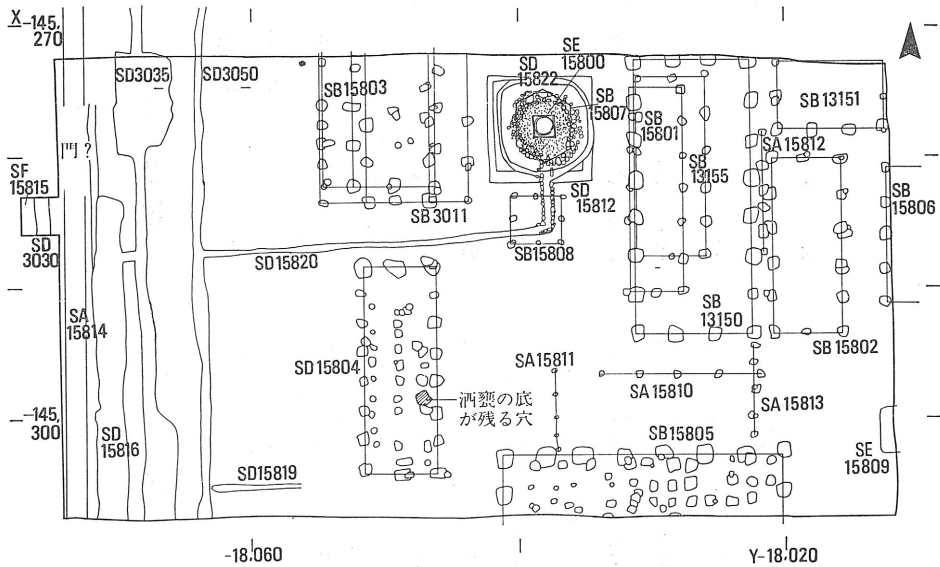 X
-145,
270
SD3035
SD3050
SB15803
SD
15822
SE
15800
SB
15807
SB
15801
SB
13155
SB13151
SA15812
門?
SF
15815
SD
3030
SB3011
SD
15812
SB
15806
SD15820
SB15808
SA
15814
SB
13150
SB15802
SD15804
SA15811
SA15810
SA15813
酒甕の底
が残る穴
-145,
300
SD
15816
SB15805
SE
15809
SD15819
-18,060
Y-18,020